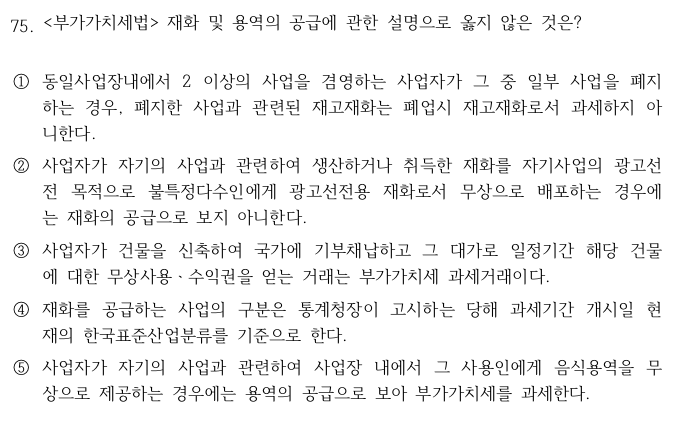 75. <부가가치세법> 재화 및 용역의 공급에 관한 설명으로 옳지 않은 것은?
① 동일사업장내에서 2 이상의 사업을 겸영하는 사업자가 그 중 일부 사업을 폐지
하는 경우, 폐지한 사업과 관련된 재고재화는 폐업시 재고재화로서 과세하지 아
니한다.
② 사업자가 자기의 사업과 관련하여 생산하거나 취득한 재화를 자기사업의 광고선
전 목적으로 불특정다수인에게 광고선전용 재화로서 무상으로 배포하는 경우에
는 재화의 공급으로 보지 아니한다.
③ 사업자가 건물을 신축하여 국가에 기부채납하고 그 대가로 일정기간 해당 건물
에 대한 무상사용ㆍ수익권을 얻는 거래는 부가가치세 과세거래이다.
④ 재화를 공급하는 사업의 구분은 통계청장이 고시하는 당해 과세기간 개시일 현
재의 한국표준산업분류를 기준으로 한다.
⑤ 사업자가 자기의 사업과 관련하여 사업장 내에서 그 사용인에게 음식용역을 무
상으로 제공하는 경우에는 용역의 공급으로 보아 부가가치세를 과세한다.